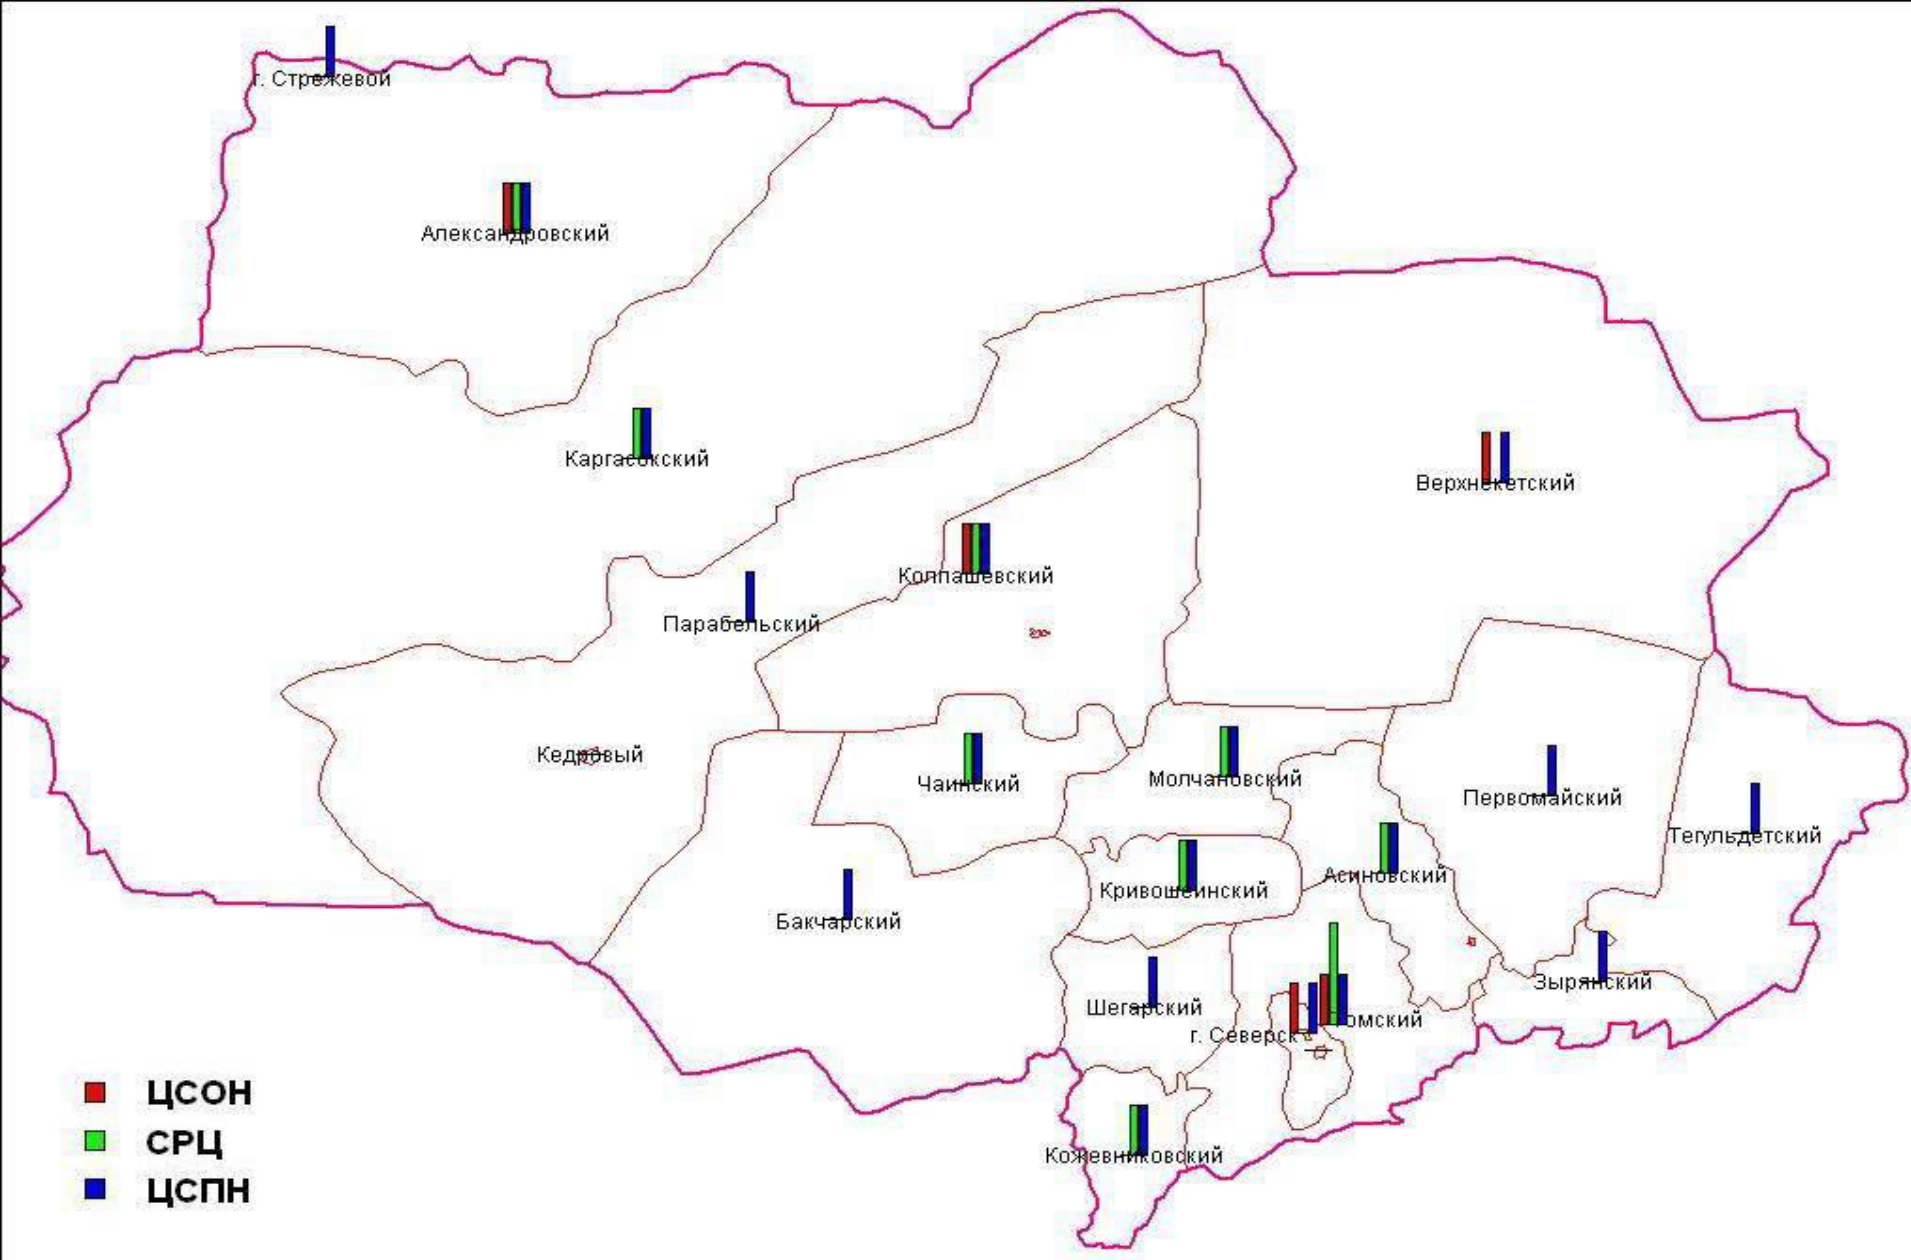 г. Стрежевой
Александровский
Каргасокский
Верхнекетский
Колпашевский
Парабельский
Кедровый
Чаинский
Молчановский
Первомайский
Тегульдетский
Асиновский
Кривошеинский
Бакчарский
Зырянский
Шегарский
г. Северск
Томский
Кожевниковский
ЦСОН
СРЦ
ЦСПН